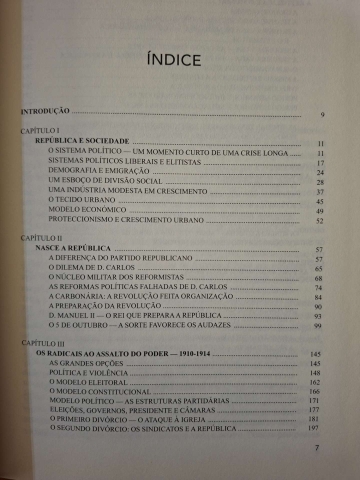 ÍNDICE
INTRODUÇÃO 9
CAPÍTULO I
REPÚBLICA E SOCIEDADE 11
O SISTEMA POLÍTICO — UM MOMENTO CURTO DE UMA CRISE LONGA 11
SISTEMAS POLÍTICOS LIBERAIS E ELITISTAS 17
DEMOGRAFIA E EMIGRAÇÃO 24
UM ESBOÇO DE DIVISÃO SOCIAL 28
UMA INDÚSTRIA MODESTA EM CRESCIMENTO 37
O TECIDO URBANO 45
MODELO ECONÓMICO 49
PROTECCIONISMO E CRESCIMENTO URBANO 52
CAPÍTULO II
NASCE A REPÚBLICA 57
A DIFERENÇA DO PARTIDO REPUBLICANO 57
O DILEMA DE D. CARLOS 65
O NÚCLEO MILITAR DOS REFORMISTAS 68
AS REFORMAS POLÍTICAS FALHADAS DE D. CARLOS 74
A CARBONÁRIA: A REVOLUÇÃO FEITA ORGANIZAÇÃO 84
A PREPARAÇÃO DA REVOLUÇÃO 90
D. MANUEL II — O REI QUE PREPARA A REPÚBLICA 93
O 5 DE OUTUBRO — A SORTE FAVORECE OS AUDAZES 99
CAPÍTULO III
OS RADICAIS AO ASSALTO DO PODER — 1910-1914 145
AS GRANDES OPÇÕES 145
POLÍTICA E VIOLÊNCIA 148
O MODELO ELEITORAL 162
O MODELO CONSTITUCIONAL 166
MODELO POLÍTICO — AS ESTRUTURAS PARTIDÁRIAS 171
ELEIÇÕES, GOVERNOS, PRESIDENTE E CÂMARAS 177
O PRIMEIRO DIVÓRCIO — O ATAQUE À IGREJA 181
O SEGUNDO DIVÓRCIO: OS SINDICATOS E A REPÚBLICA 197
7